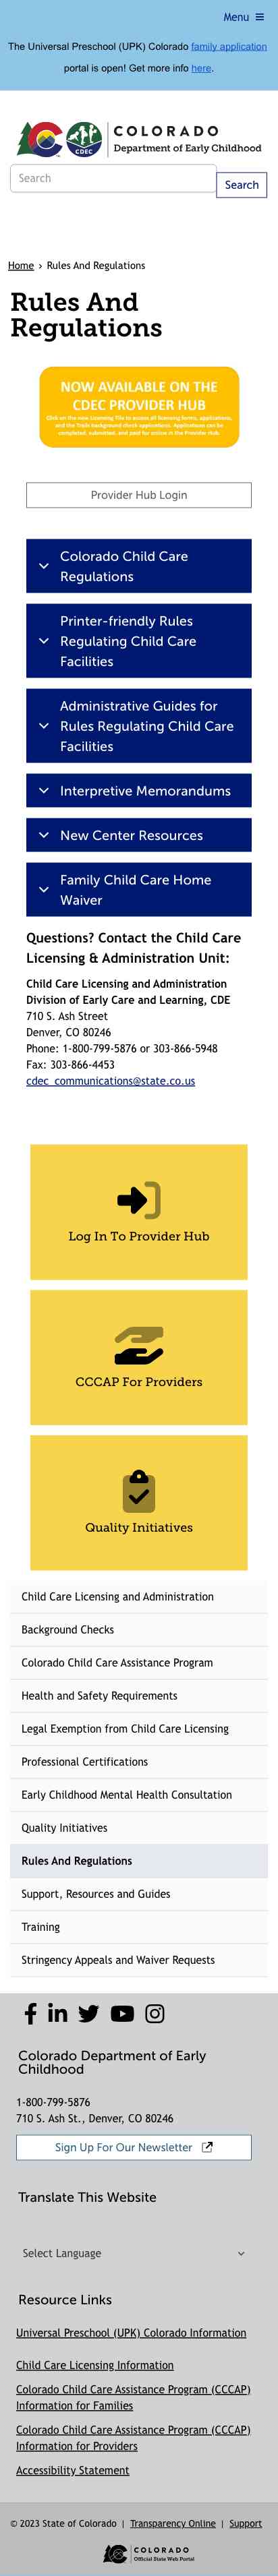 Menu
The Universal Preschool (UPK) Colorado family application
portal is open! Get more info here.
CDEC
COLORADO
Department of Early Childhood
Search
Search
Home › Rules And Regulations
Rules And
Regulations
NOW AVAILABLE ON THE
CDEC PROVIDER HUB
Click on the new Licensing Tile to access all licensing forms, applications,
and the Trails background check applications. Applications can be
completed, submitted, and paid for online in the Provider Hub.
Provider Hub Login
Colorado Child Care
Regulations
Printer-friendly Rules
Regulating Child Care
Facilities
Administrative Guides for
Rules Regulating Child Care
Facilities
Interpretive Memorandums
New Center Resources
Family Child Care Home
Waiver
Questions? Contact the Child Care
Licensing & Administration Unit:
Child Care Licensing and Administration
Division of Early Care and Learning, CDE
710 S. Ash Street
Denver, CO 80246
Phone: 1-800-799-5876 or 303-866-5948
Fax: 303-866-4453
cdec_communications@state.co.us
Log In To Provider Hub
CCCAP For Providers
Quality Initiatives
Child Care Licensing and Administration
Background Checks
Colorado Child Care Assistance Program
Health and Safety Requirements
Legal Exemption from Child Care Licensing
Professional Certifications
Early Childhood Mental Health Consultation
Quality Initiatives
Rules And Regulations
Support, Resources and Guides
Training
Stringency Appeals and Waiver Requests
Colorado Department of Early
Childhood
1-800-799-5876
710 S. Ash St., Denver, CO 80246
Sign Up For Our Newsletter
Translate This Website
Select Language
Resource Links
Universal Preschool (UPK) Colorado Information
Child Care Licensing Information
Colorado Child Care Assistance Program (CCCAP)
Information for Families
Colorado Child Care Assistance Program (CCCAP)
Information for Providers
Accessibility Statement
© 2023 State of Colorado | Transparency Online | Support
COLORADO
Official State Web Portal